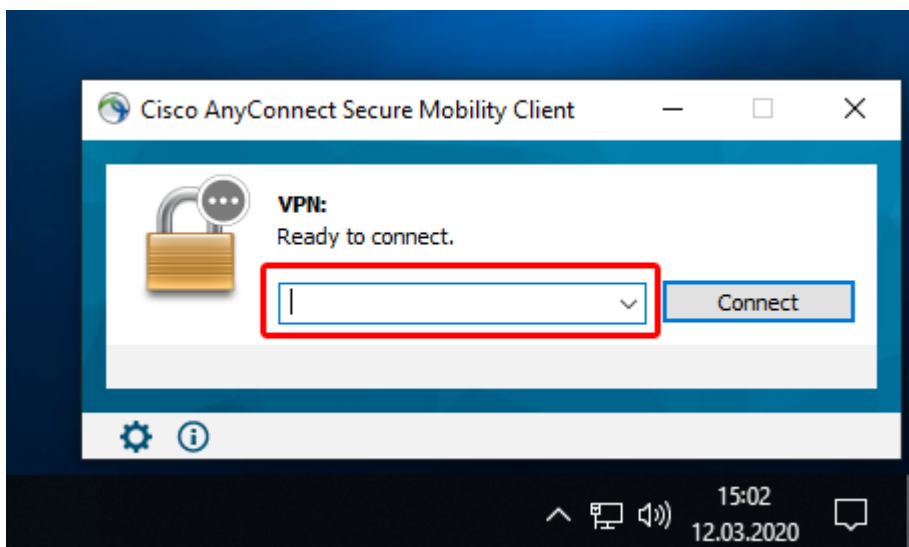 Cisco AnyConnect Secure Mobility Client
VPN:
Ready to connect.
Connect
15:02
12.03.2020